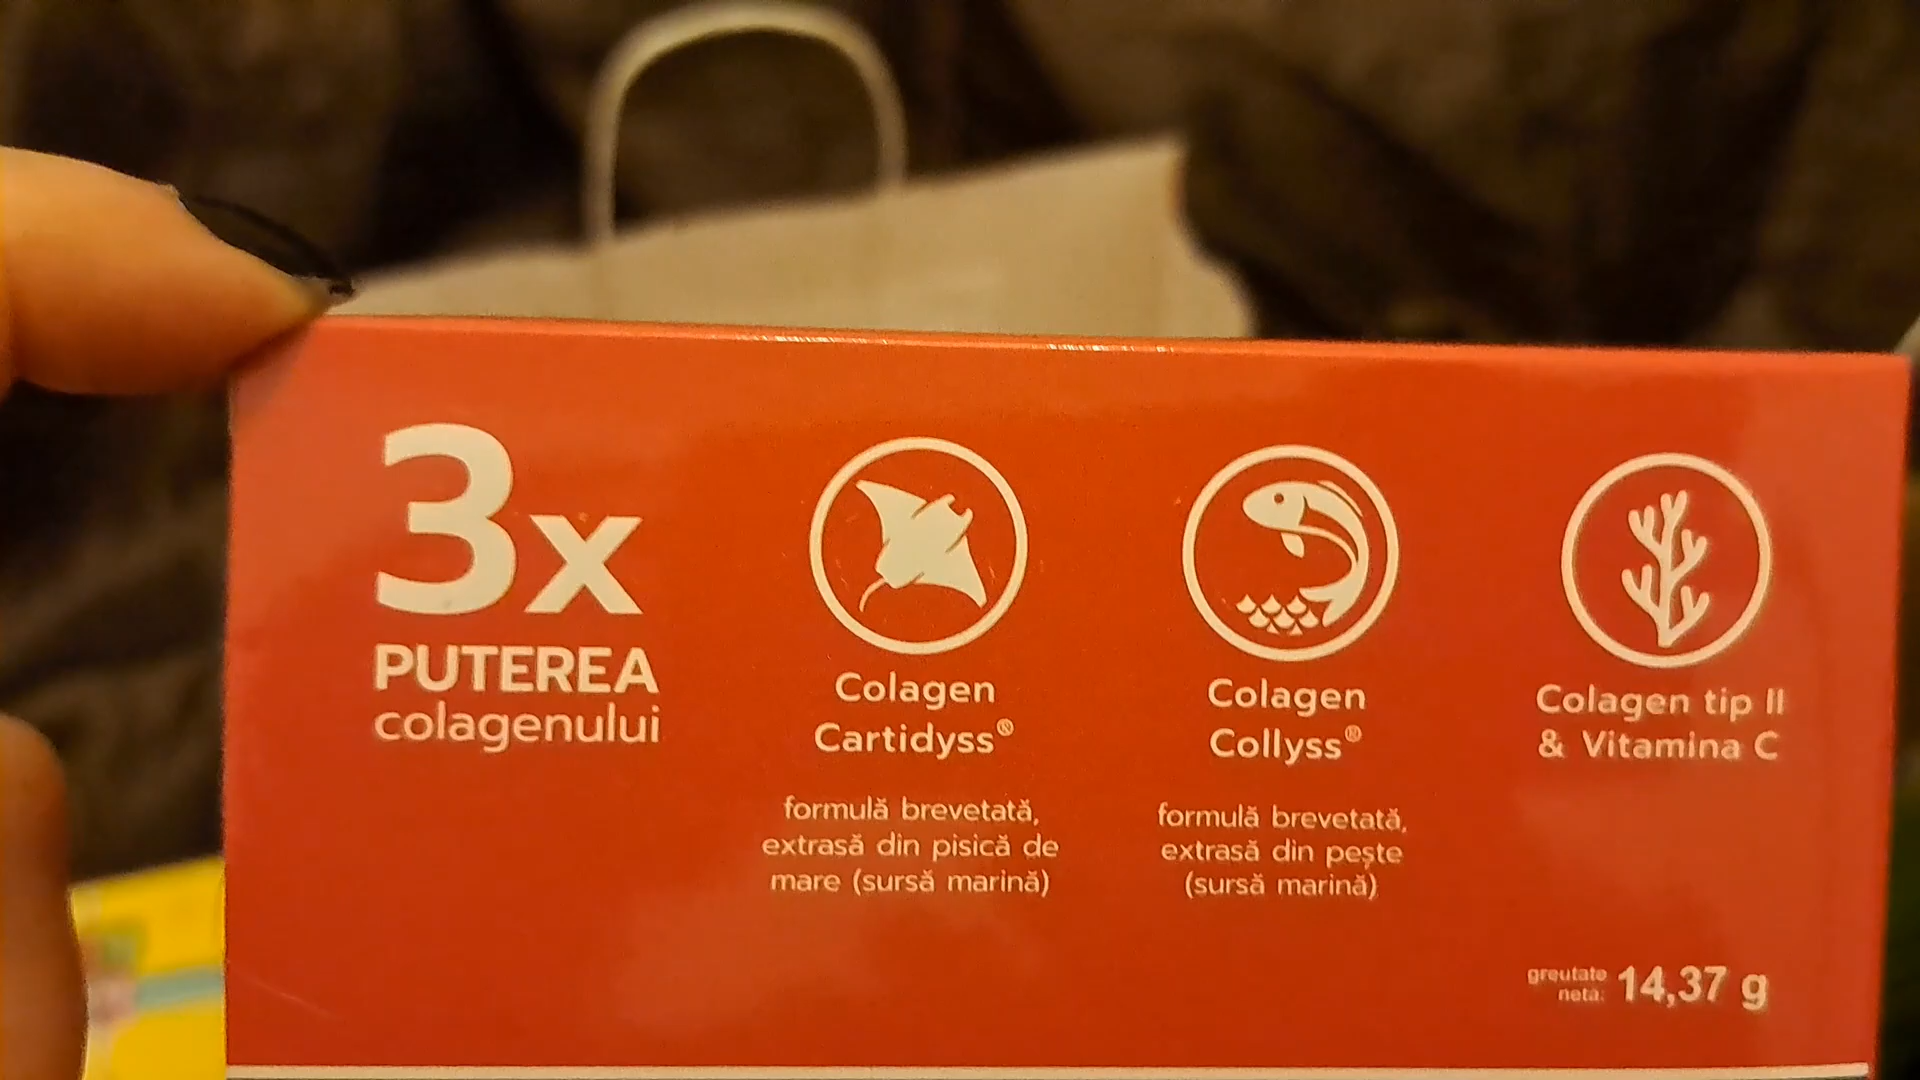 3x
PUTEREA
colagenului
Colagen
Cartidyss®
formulă brevetată,
extrasă din pisică de
mare (sursă marină)
Colagen
Collyss®
formulă brevetată,
extrasă din pește
(sursă marină)
Colagen tip II
& Vitamina C
greutate
netă: 14,37 g